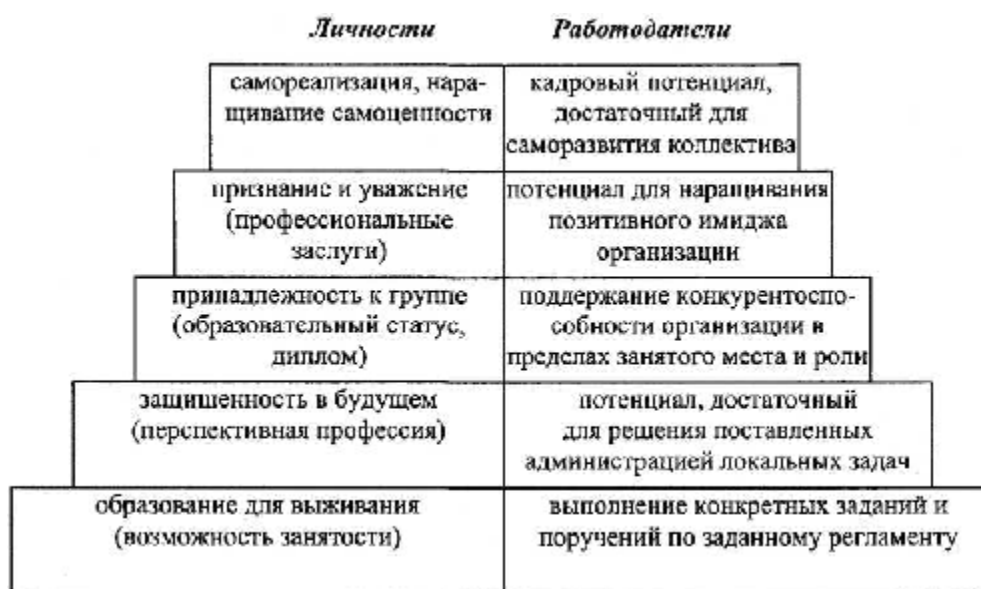 Личности
Работодатели
самореализация, нара-
щивание самоценности
кадровый потенциал,
достаточный для
саморазвития коллектива
признание и уважение
(профессиональные
заслуги)
потенциал для наращивания
позитивного имиджа
организации
принадлежность к группе
(образовательный статус,
диплом)
поддержание конкурентоспо-
собности организации в
пределах занятого места и роли
защищенность в будущем
(перспективная профессия)
потенциал, достаточный
для решения поставленных
администрацией локальных задач
образование для выживания
(возможность занятости)
выполнение конкретных заданий и
поручений по заданному регламенту